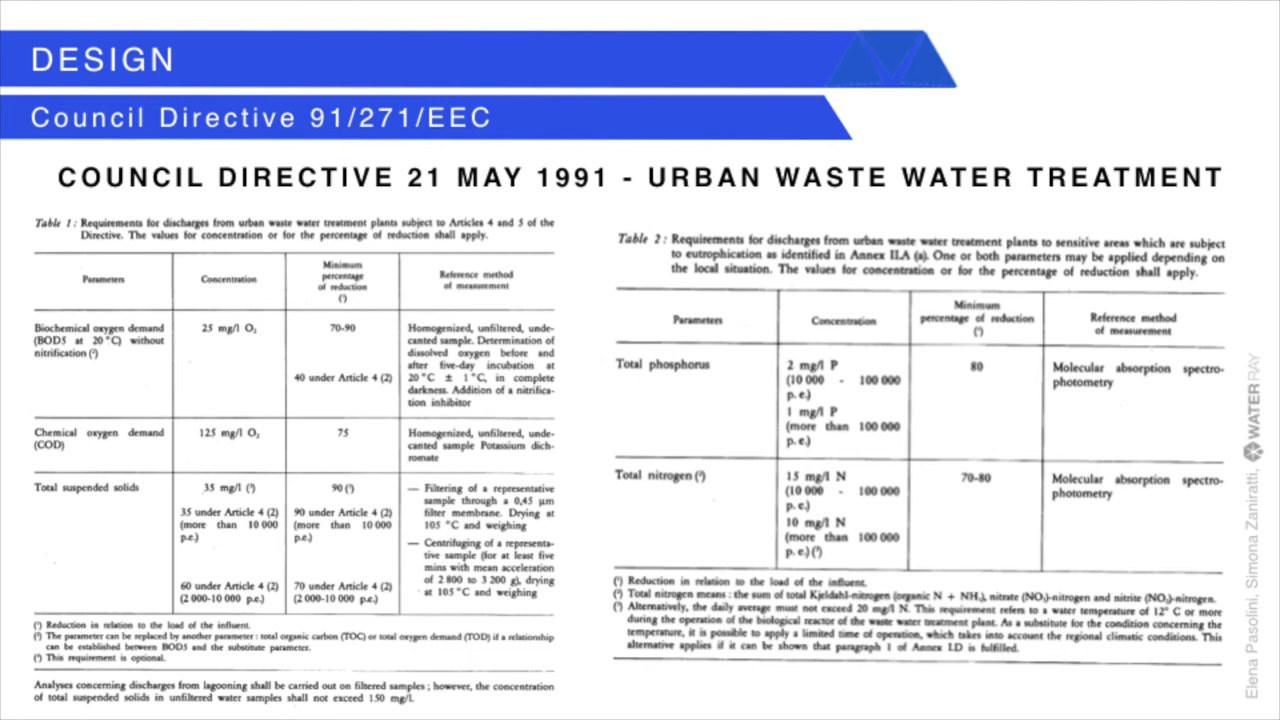 DESIGN
Council Directive 91/271/EEC
COUNCIL DIRECTIVE 21 MAY 1991 - URBAN WASTE WATER TREATMENT
Table 1: Requirements for discharges from urban waste water treatment plants subject to Articles 4 and 5 of the
Directive. The values for concentration or for the percentage of reduction shall apply.
Parameters
Concentration
Minimum
percentage
of reduction
(¹)
Reference method
of measurement
Biochemical oxygen demand
(BOD5 at 20 °C) without
nitrification (²)
25 mg/l O₂
70-90
40 under Article 4 (2)
Homogenized, unfiltered, unde-
canted sample. Determination of
dissolved oxygen before and
after five-day incubation at
20 °C ± 1 °C, in complete
darkness. Addition of a nitrifica-
tion inhibitor
Chemical oxygen demand
(COD)
125 mg/l O₂
75
Homogenized, unfiltered, unde-
canted sample Potassium dich-
romate
Total suspended solids
35 mg/l (³)
35 under Article 4 (2)
(more than 10 000
p.e.)
60 under Article 4 (2)
(2 000-10 000 p.e.)
90 (³)
90 under Article 4 (2)
(more than 10 000
p.e.)
70 under Article 4 (2)
(2 000-10 000 p.e.)
— Filtering of a representative
sample through a 0,45 μm
filter membrane. Drying at
105 °C and weighing
— Centrifuging of a representa-
tive sample (for at least five
mins with mean acceleration
of 2 800 to 3 200 g), drying
at 105 °C and weighing
(¹) Reduction in relation to the load of the influent.
(²) The parameter can be replaced by another parameter : total organic carbon (TOC) or total oxygen demand (TOD) if a relationship
can be established between BOD5 and the substitute parameter.
(³) This requirement is optional.
Analyses concerning discharges from lagooning shall be carried out on filtered samples ; however, the concentration
of total suspended solids in unfiltered water samples shall not exceed 150 mg/l.
Table 2: Requirements for discharges from urban waste water treatment plants to sensitive areas which are subject
to eutrophication as identified in Annex II.A (a). One or both parameters may be applied depending on
the local situation. The values for concentration or for the percentage of reduction shall apply.
Parameters
Concentration
Minimum
percentage of reduction
(¹)
Reference method
of measurement
Total phosphorus
2 mg/l P
(10 000 - 100 000
p.e.)
1 mg/l P
(more than 100 000
p.e.)
80
Molecular absorption spectro-
photometry
Total nitrogen (²)
15 mg/l N
(10 000 - 100 000
p.e.)
10 mg/l N
(more than 100 000
p.e.) (³)
70-80
Molecular absorption spectro-
photometry
(¹) Reduction in relation to the load of the influent.
(²) Total nitrogen means : the sum of total Kjeldahl-nitrogen (organic N + NH₃), nitrate (NO₃)-nitrogen and nitrite (NO₂)-nitrogen.
(³) Alternatively, the daily average must not exceed 20 mg/l N. This requirement refers to a water temperature of 12° C or more
during the operation of the biological reactor of the waste water treatment plant. As a substitute for the condition concerning the
temperature, it is possible to apply a limited time of operation, which takes into account the regional climatic conditions. This
alternative applies if it can be shown that paragraph 1 of Annex I.D is fulfilled.
Elena Pasolini, Simona Zaniratti, WATER RAY